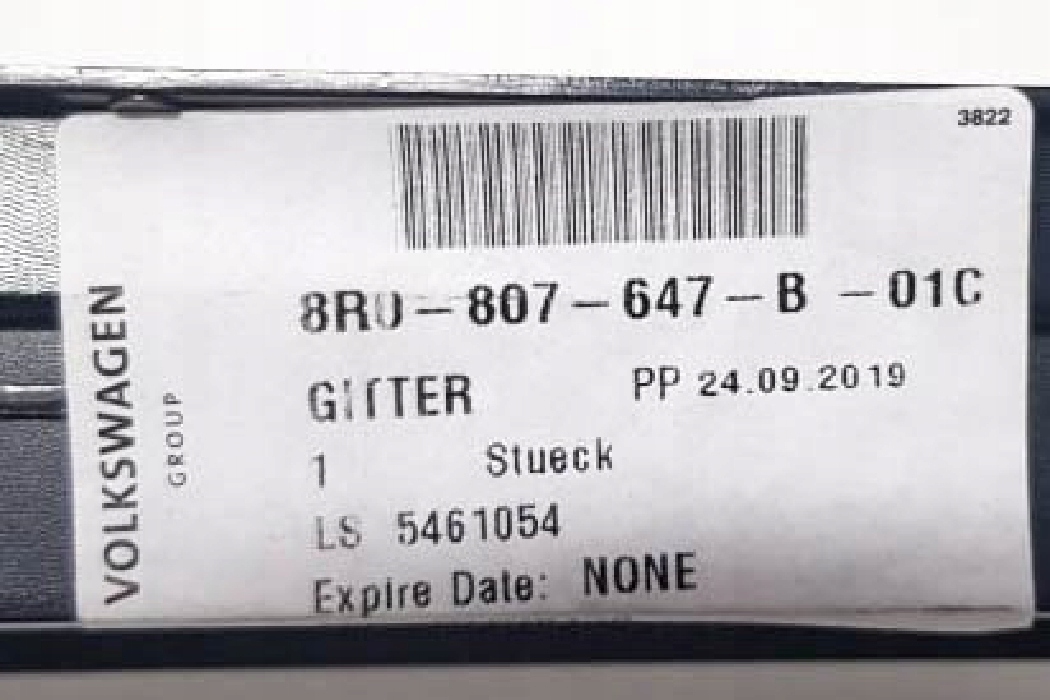 3822
8R0-807-647-B -01C
GITTER PP 24.09.2019
1 Stueck
LS 5461054
Expire Date: NONE
VOLKSWAGEN
GROUP